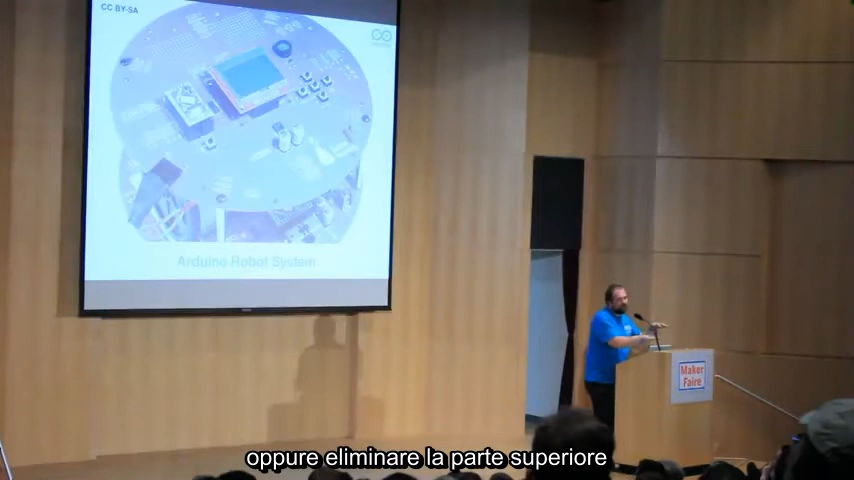 CC BY-SA
Arduino Robot System
Maker
Faire
oppure eliminare la parte superiore